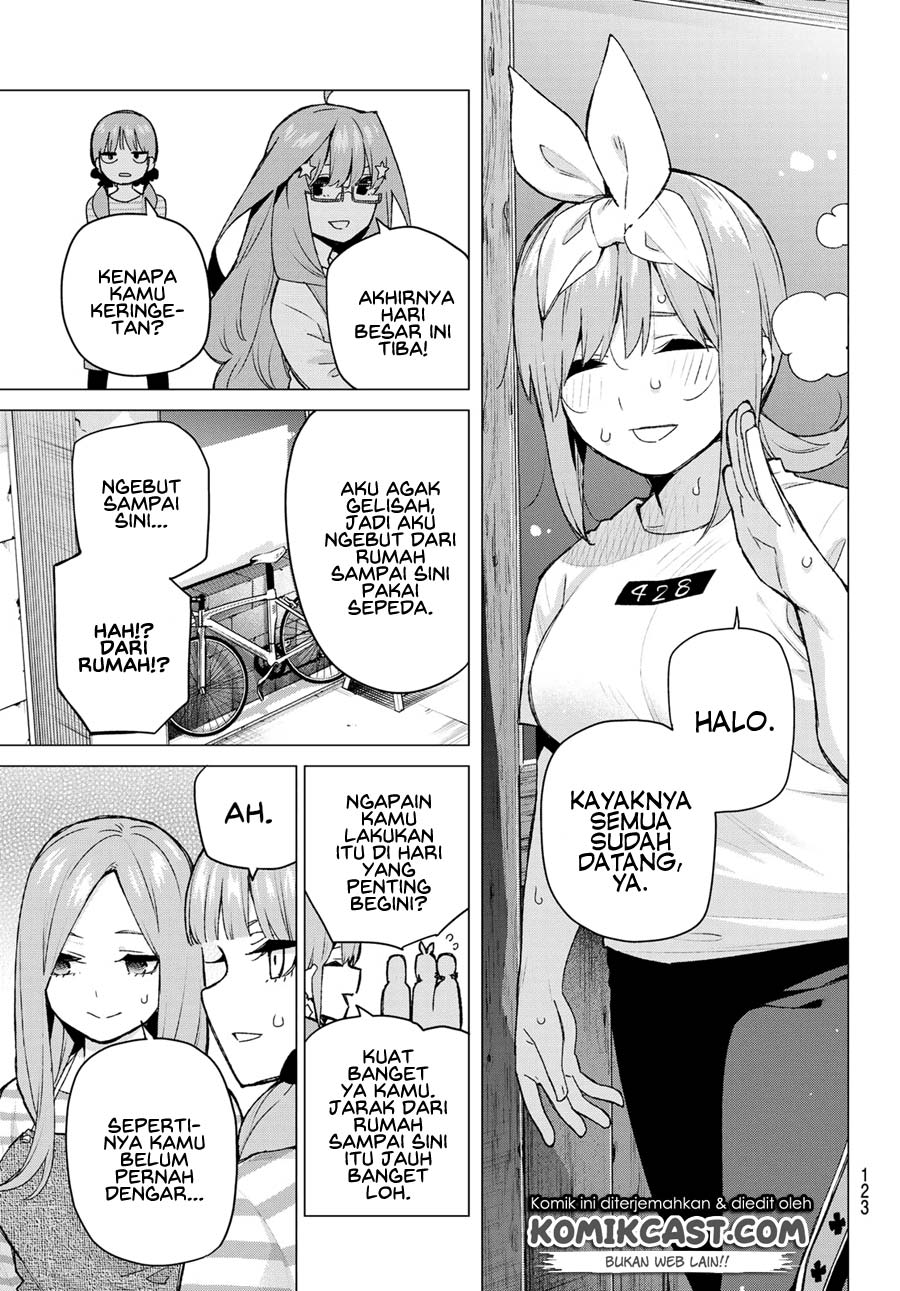 428
HALO.
KAYAKNYA
SEMUA
SUDAH
DATANG,
YA.
AKHIRNYA
HARI
BESAR INI
TIBA!
KENAPA
KAMU
KERINGE-
TAN?
AKU AGAK
GELISAH,
JADI AKU
NGEBUT DARI
RUMAH
SAMPAI SINI
PAKAI
SEPEDA.
NGEBUT
SAMPAI
SINI...
HAH!?
DARI
RUMAH!?
NGAPAIN
KAMU
LAKUKAN
ITU DI HARI
YANG
PENTING
BEGINI?
KUAT
BANGET
YA KAMU.
JARAK DARI
RUMAH
SAMPAI SINI
ITU JAUH
BANGET
LOH.
AH.
SEPERTI-
NYA KAMU
BELUM
PERNAH
DENGAR...
Komik ini diterjemahkan & diedit oleh
KOMIKCAST.COM
BUKAN WEB LAIN!!
123